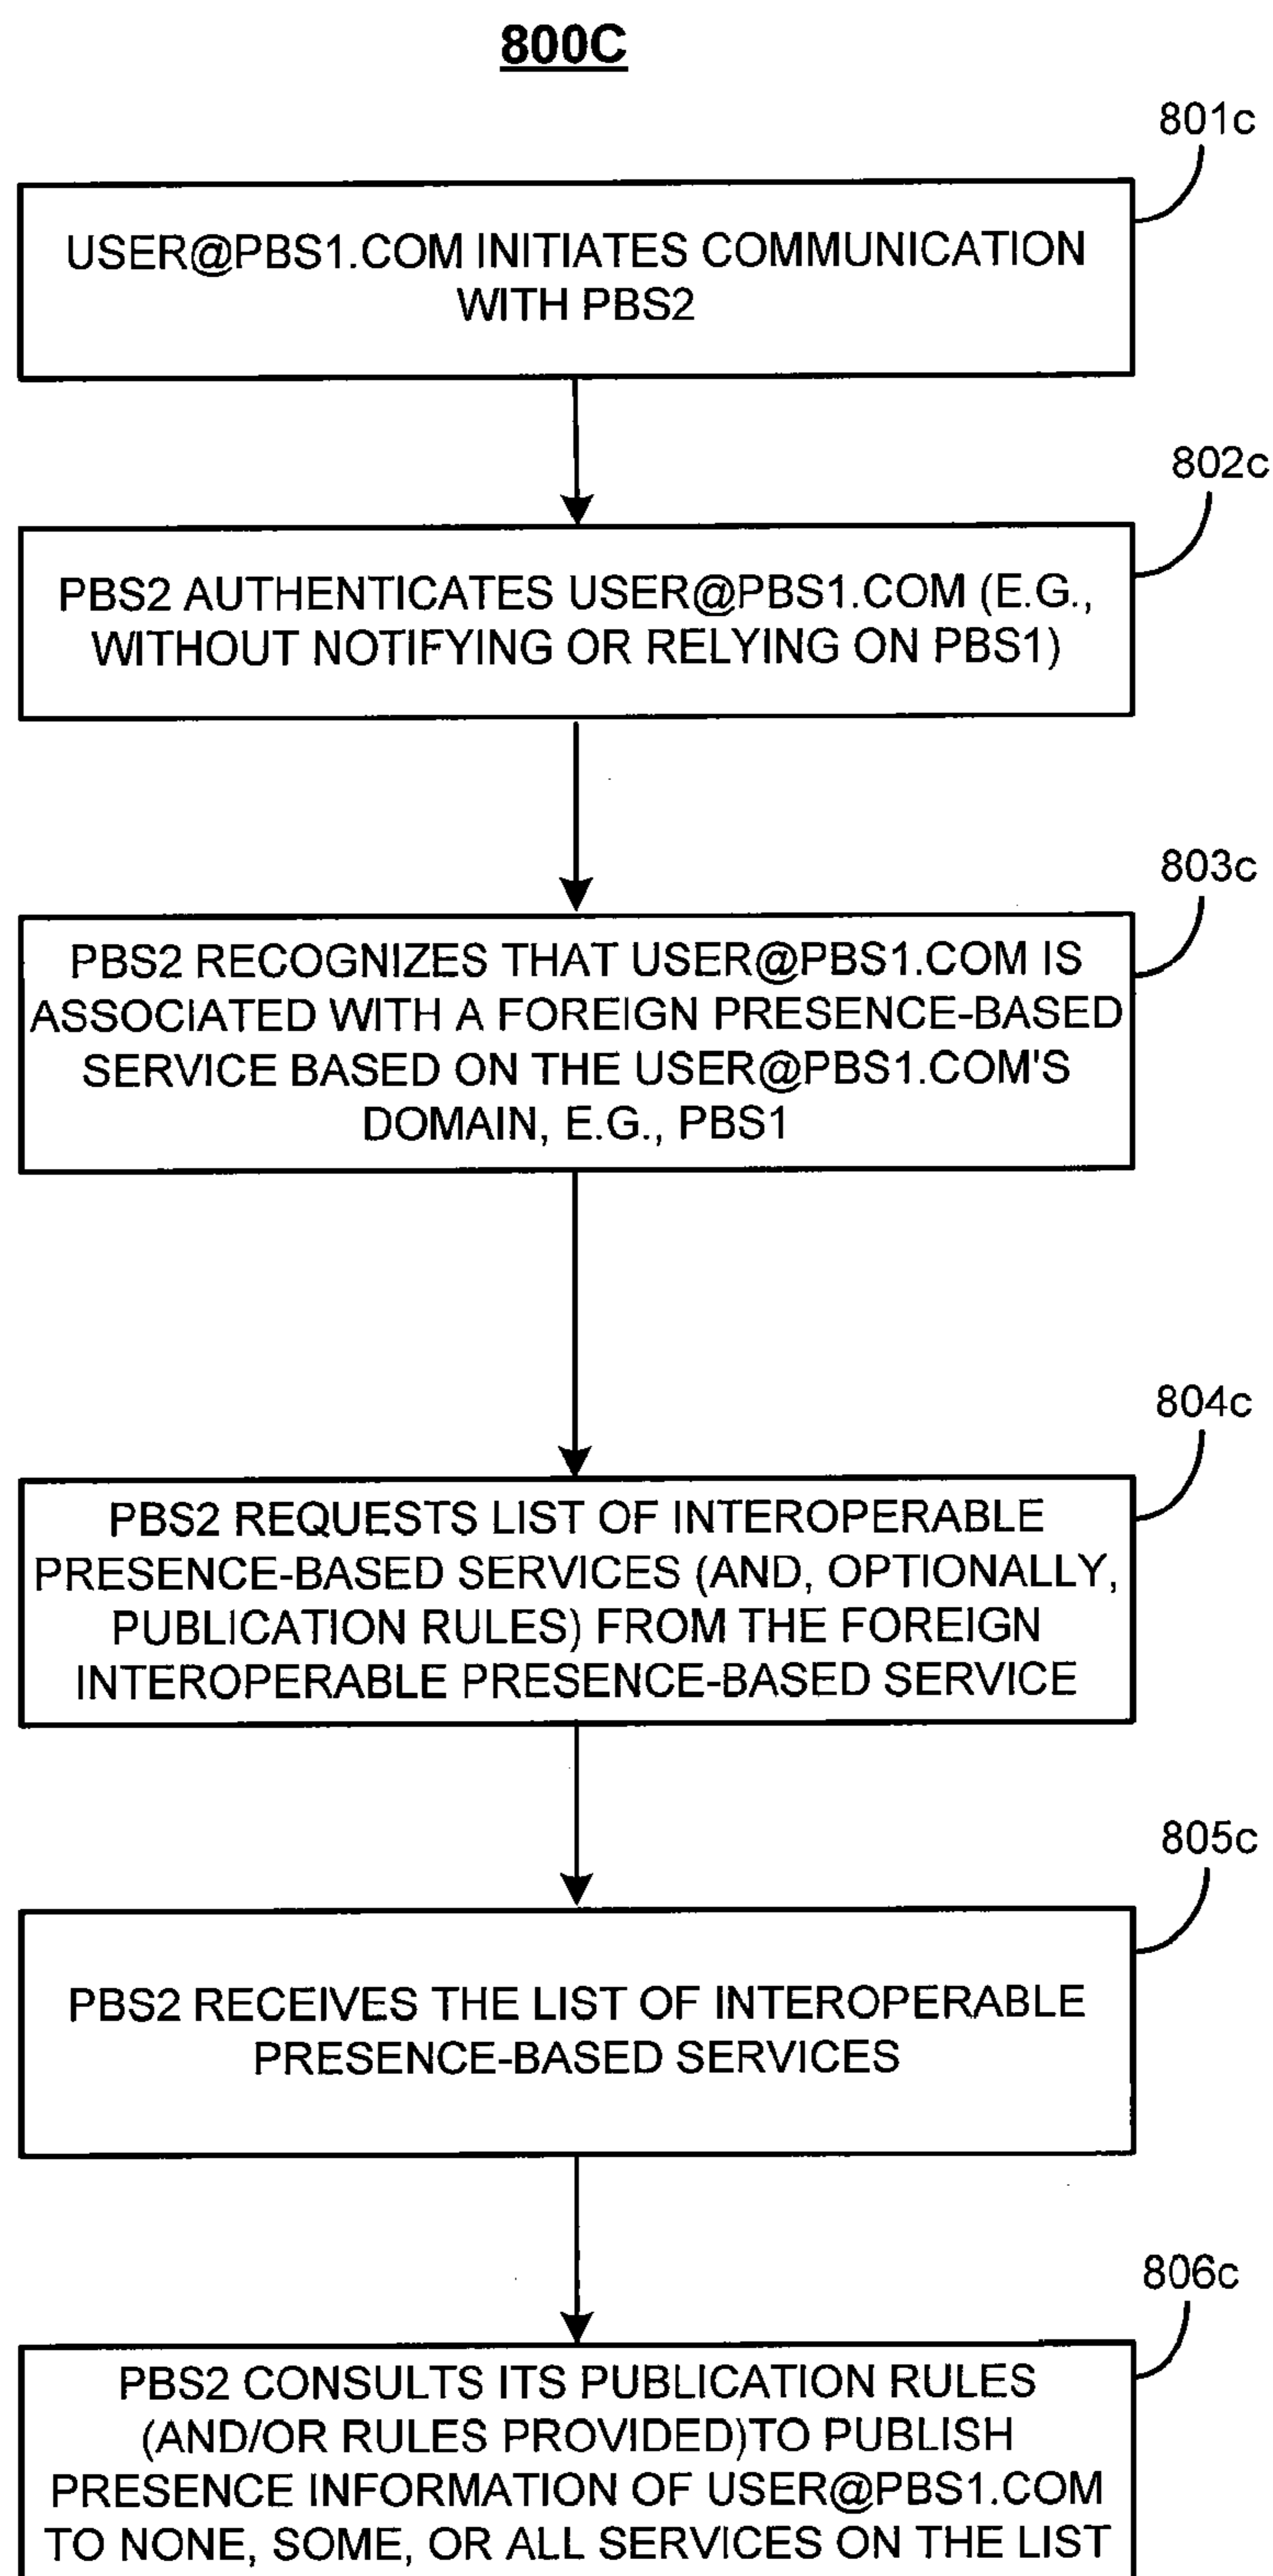 800C
801c
USER@PBS1.COM INITIATES COMMUNICATION
WITH PBS2
802c
PBS2 AUTHENTICATES USER@PBS1.COM (E.G.,
WITHOUT NOTIFYING OR RELYING ON PBS1)
803c
PBS2 RECOGNIZES THAT USER@PBS1.COM IS
ASSOCIATED WITH A FOREIGN PRESENCE-BASED
SERVICE BASED ON THE USER@PBS1.COM'S
DOMAIN, E.G., PBS1
804c
PBS2 REQUESTS LIST OF INTEROPERABLE
PRESENCE-BASED SERVICES (AND, OPTIONALLY,
PUBLICATION RULES) FROM THE FOREIGN
INTEROPERABLE PRESENCE-BASED SERVICE
805c
PBS2 RECEIVES THE LIST OF INTEROPERABLE
PRESENCE-BASED SERVICES
806c
PBS2 CONSULTS ITS PUBLICATION RULES
(AND/OR RULES PROVIDED)TO PUBLISH
PRESENCE INFORMATION OF USER@PBS1.COM
TO NONE, SOME, OR ALL SERVICES ON THE LIST